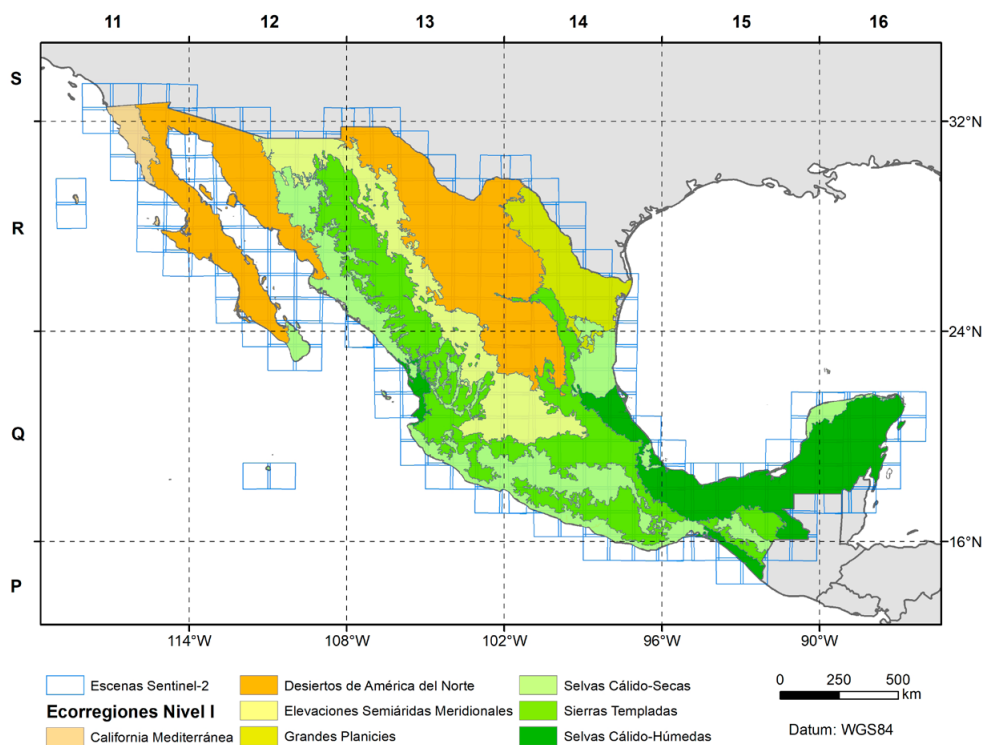 11 12 13 14 15 16
S
32°N
R
24°N
Q
16°N
P
114°W 108°W 102°W 96°W 90°W
Escenas Sentinel-2
Ecorregiones Nivel I
California Mediterránea
Desiertos de América del Norte
Elevaciones Semiáridas Meridionales
Grandes Planicies
Selvas Cálido-Secas
Sierras Templadas
Selvas Cálido-Húmedas
0 250 500
km
Datum: WGS84